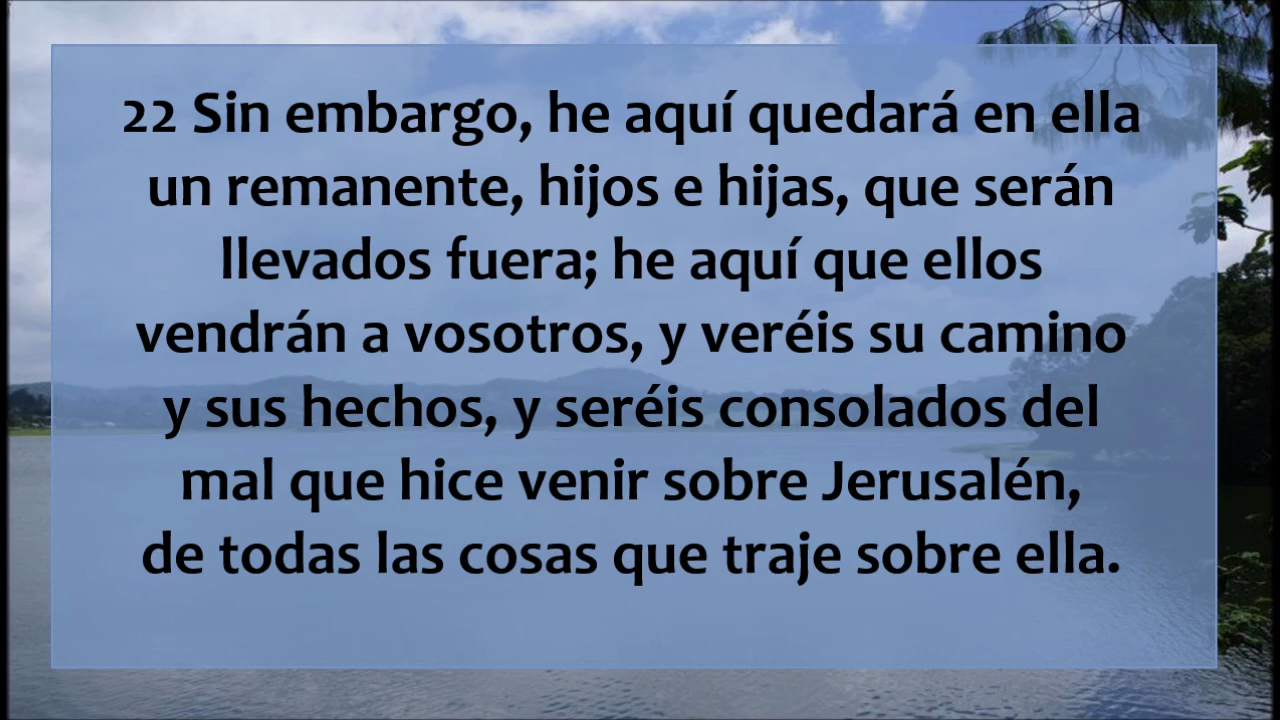 22 Sin embargo, he aquí quedará en ella
un remanente, hijos e hijas, que serán
llevados fuera; he aquí que ellos
vendrán a vosotros, y veréis su camino
y sus hechos, y seréis consolados del
mal que hice venir sobre Jerusalén,
de todas las cosas que traje sobre ella.